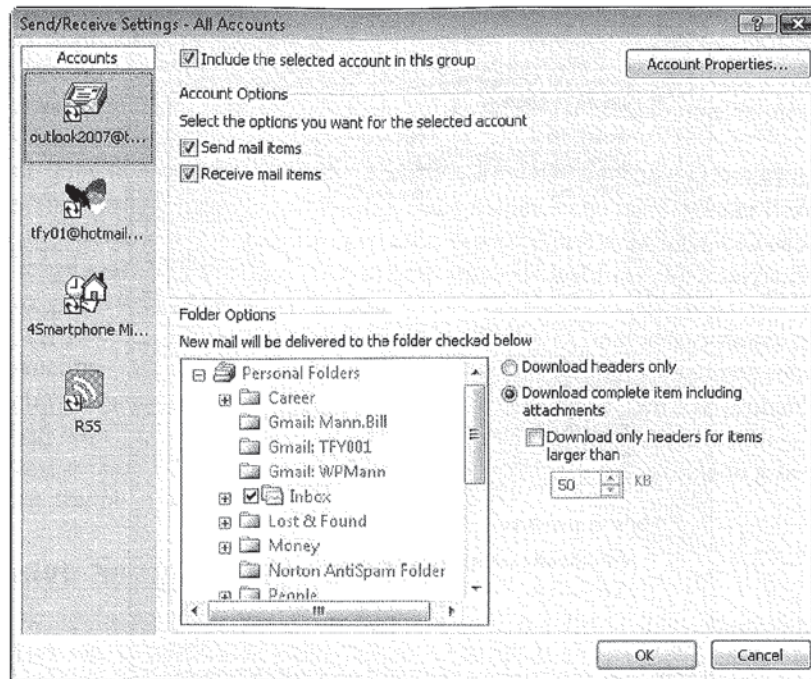 Send/Receive Settings - All Accounts
Accounts
outlook2007@t...
tfy01@hotmail...
4Smartphone Mi...
RSS
Include the selected account in this group
Account Properties...
Account Options
Select the options you want for the selected account
Send mail items
Receive mail items
Folder Options
New mail will be delivered to the folder checked below
Personal Folders
Career
Gmail: Mann.Bill
Gmail: TFY001
Gmail: WPMann
Inbox
Lost & Found
Money
Norton AntiSpam Folder
People
Download headers only
Download complete item including
attachments
Download only headers for items
larger than
50 KB
OK
Cancel